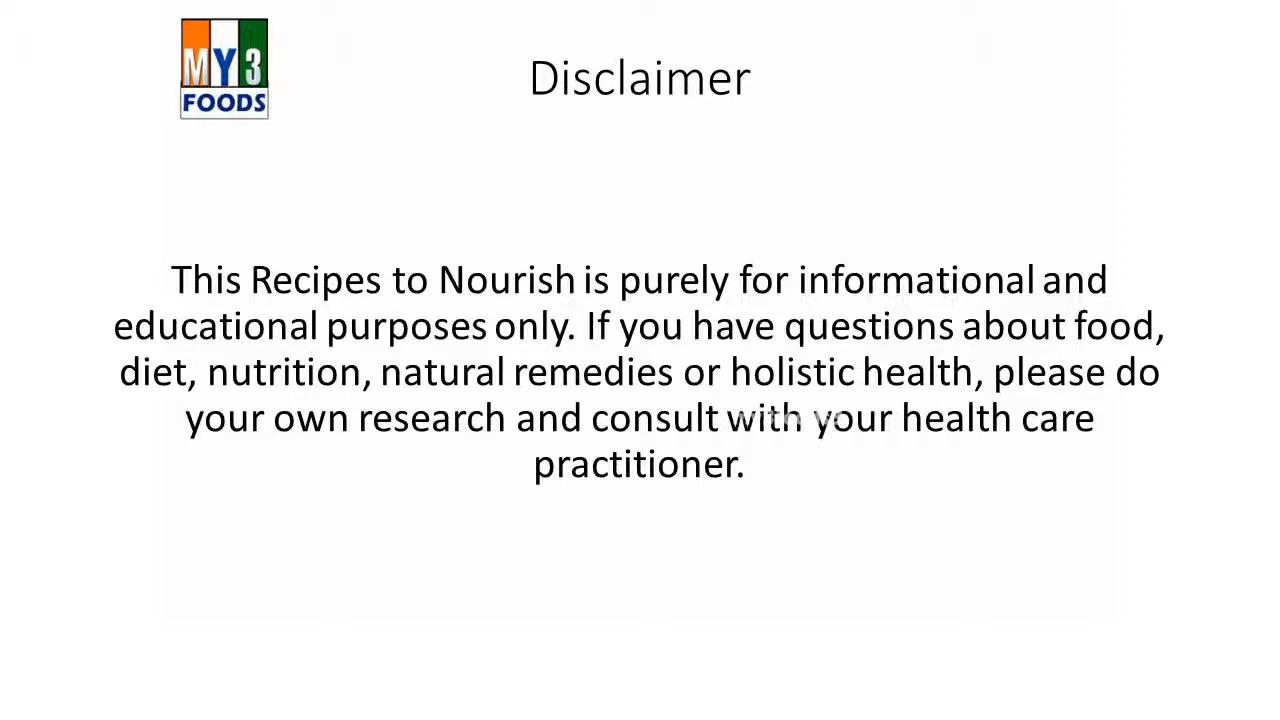 MY3
FOODS
Disclaimer
This Recipes to Nourish is purely for informational and
educational purposes only. If you have questions about food,
diet, nutrition, natural remedies or holistic health, please do
your own research and consult with your health care
practitioner.